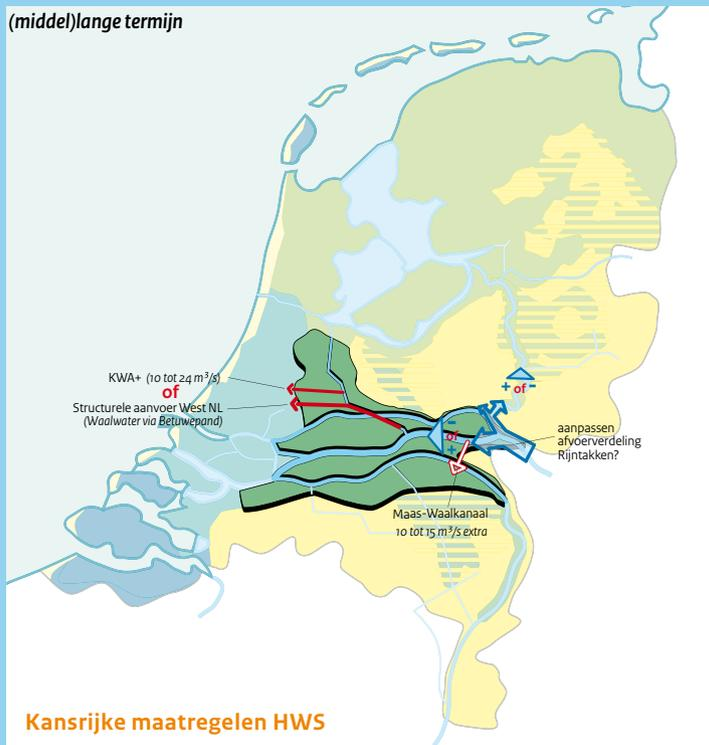 (middel)lange termijn
KWA+ (10 tot 24 m³/s)
of
Structurele aanvoer West NL
(Waalwater via Betuwepand)
+ of -
-
of
+
aanpassen
afvoerverdeling
Rijntakken?
Maas-Waalkanaal
10 tot 15 m³/s extra
Kansrijke maatregelen HWS